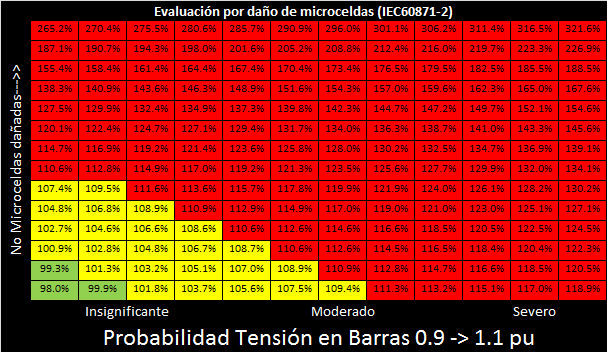 Evaluación por daño de microceldas (IEC60871-2)
265.2% 270.4% 275.5% 280.6% 285.7% 290.9% 296.0% 301.1% 306.2% 311.4% 316.5% 321.6%
187.1% 190.7% 194.3% 198.0% 201.6% 205.2% 208.8% 212.4% 216.0% 219.7% 223.3% 226.9%
155.4% 158.4% 161.4% 164.4% 167.4% 170.4% 173.4% 176.5% 179.5% 182.5% 185.5% 188.5%
138.3% 140.9% 143.6% 146.3% 148.9% 151.6% 154.3% 157.0% 159.6% 162.3% 165.0% 167.6%
127.5% 129.9% 132.4% 134.9% 137.3% 139.8% 142.3% 144.7% 147.2% 149.7% 152.1% 154.6%
120.1% 122.4% 124.7% 127.1% 129.4% 131.7% 134.0% 136.3% 138.7% 141.0% 143.3% 145.6%
114.7% 116.9% 119.2% 121.4% 123.6% 125.8% 128.0% 130.2% 132.5% 134.7% 136.9% 139.1%
110.6% 112.8% 114.9% 117.0% 119.2% 121.3% 123.5% 125.6% 127.7% 129.9% 132.0% 134.1%
107.4% 109.5% 111.6% 113.6% 115.7% 117.8% 119.9% 121.9% 124.0% 126.1% 128.2% 130.2%
104.8% 106.8% 108.9% 110.9% 112.9% 114.9% 117.0% 119.0% 121.0% 123.0% 125.1% 127.1%
102.7% 104.6% 106.6% 108.6% 110.6% 112.6% 114.6% 116.6% 118.5% 120.5% 122.5% 124.5%
100.9% 102.8% 104.8% 106.7% 108.7% 110.6% 112.6% 114.5% 116.5% 118.4% 120.4% 122.3%
99.3% 101.3% 103.2% 105.1% 107.0% 108.9% 110.9% 112.8% 114.7% 116.6% 118.5% 120.5%
98.0% 99.9% 101.8% 103.7% 105.6% 107.5% 109.4% 111.3% 113.2% 115.1% 117.0% 118.9%
No Microceldas dañadas--->>
Insignificante Moderado Severo
Probabilidad Tensión en Barras 0.9 -> 1.1 pu